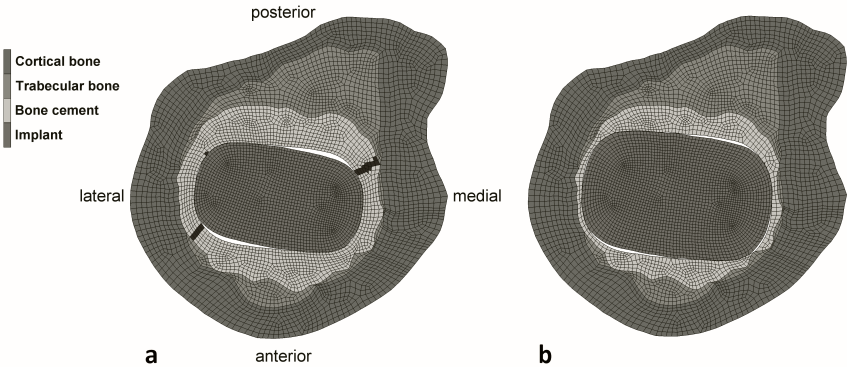 posterior
Cortical bone
Trabecular bone
Bone cement
Implant
lateral
medial
a
anterior
b